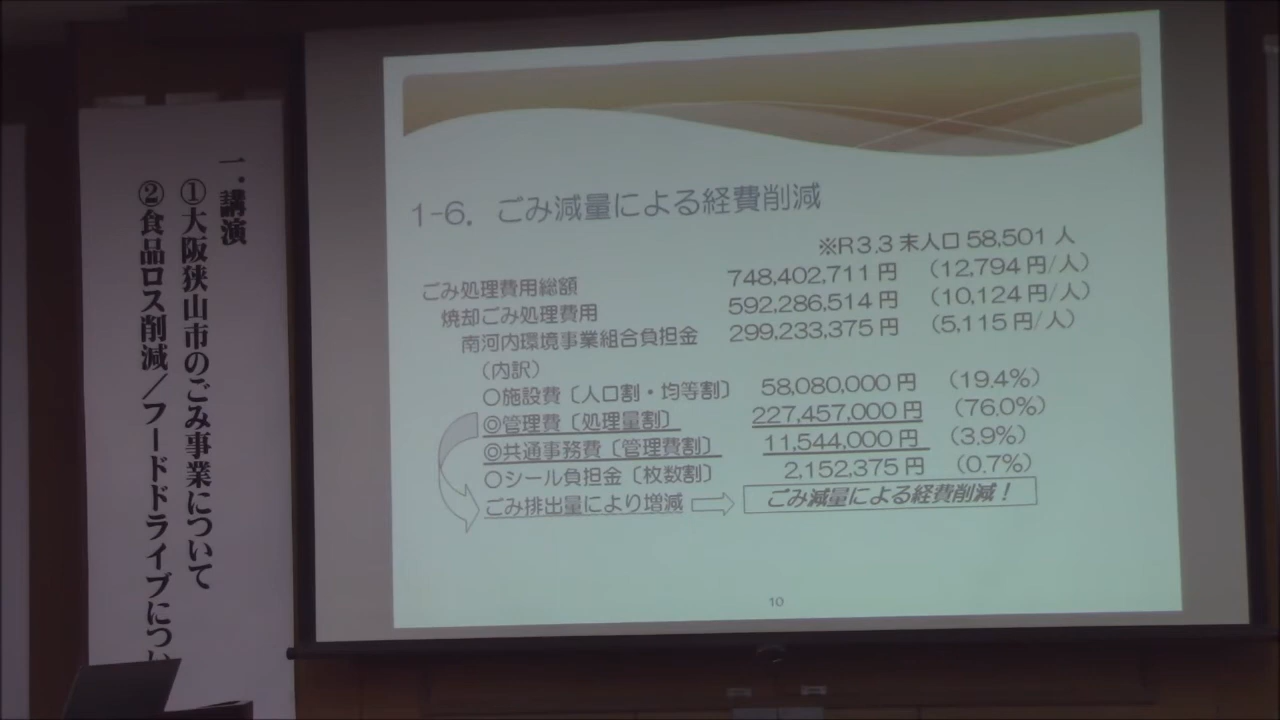 一．講演
①大阪狭山市のごみ事業について
②食品ロス削減／フードドライブについ
1-6. ごみ減量による経費削減
※R3.3 末人口 58,501 人
ごみ処理費用総額 748,402,711 円 （12,794 円/人）
焼却ごみ処理費用 592,286,514 円 （10,124 円/人）
南河内環境事業組合負担金 299,233,375 円 （5,115 円/人）
（内訳）
○施設費〔人口割・均等割〕 58,080,000 円 （19.4%）
◎管理費〔処理量割〕 227,457,000 円 （76.0%）
◎共通事務費〔管理費割〕 11,544,000 円 （3.9%）
○シール負担金〔枚数割〕 2,152,375 円 （0.7%）
ごみ排出量により増減 ごみ減量による経費削減！
10